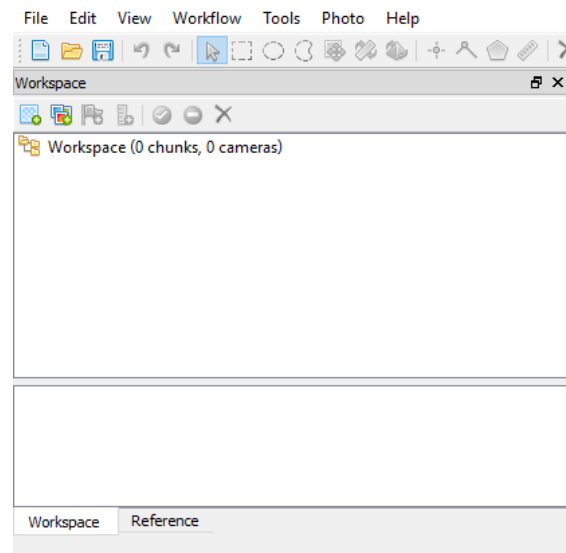 File Edit View Workflow Tools Photo Help
Workspace
Workspace (0 chunks, 0 cameras)
Workspace Reference